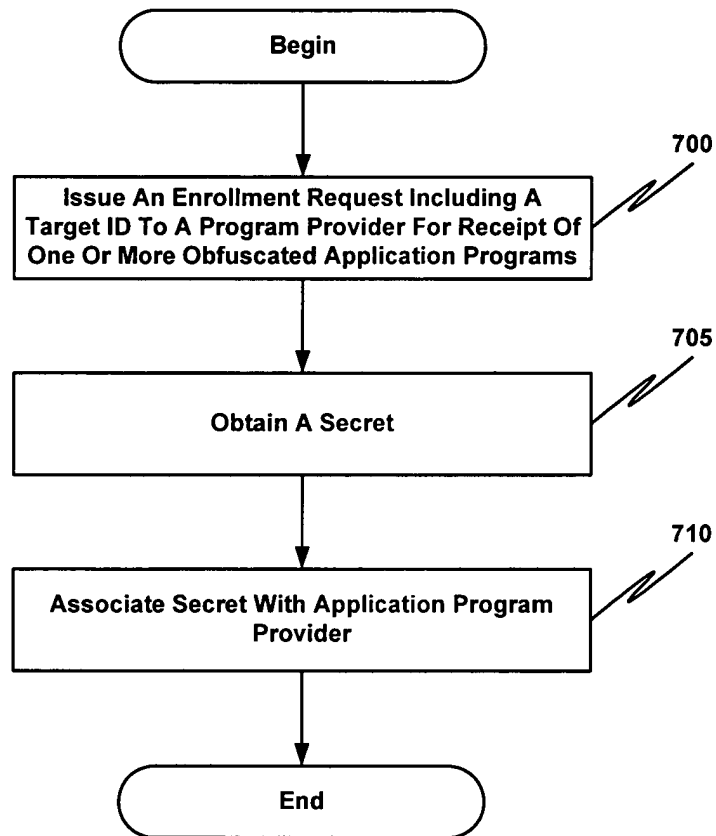 Begin
700
Issue An Enrollment Request Including A
Target ID To A Program Provider For Receipt Of
One Or More Obfuscated Application Programs
705
Obtain A Secret
710
Associate Secret With Application Program
Provider
End